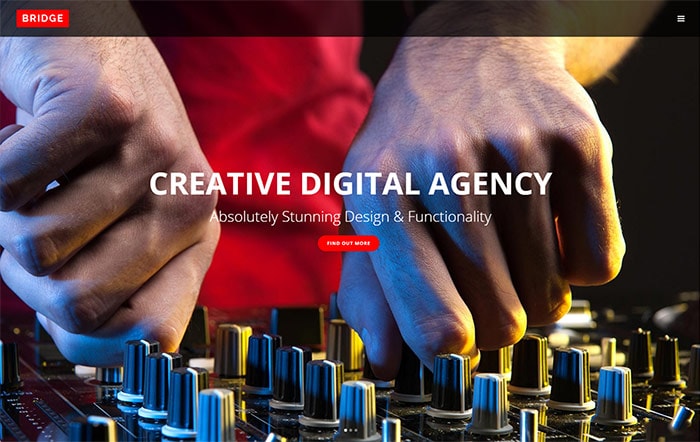 BRIDGE
CREATIVE DIGITAL AGENCY
Absolutely Stunning Design & Functionality
FIND OUT MORE